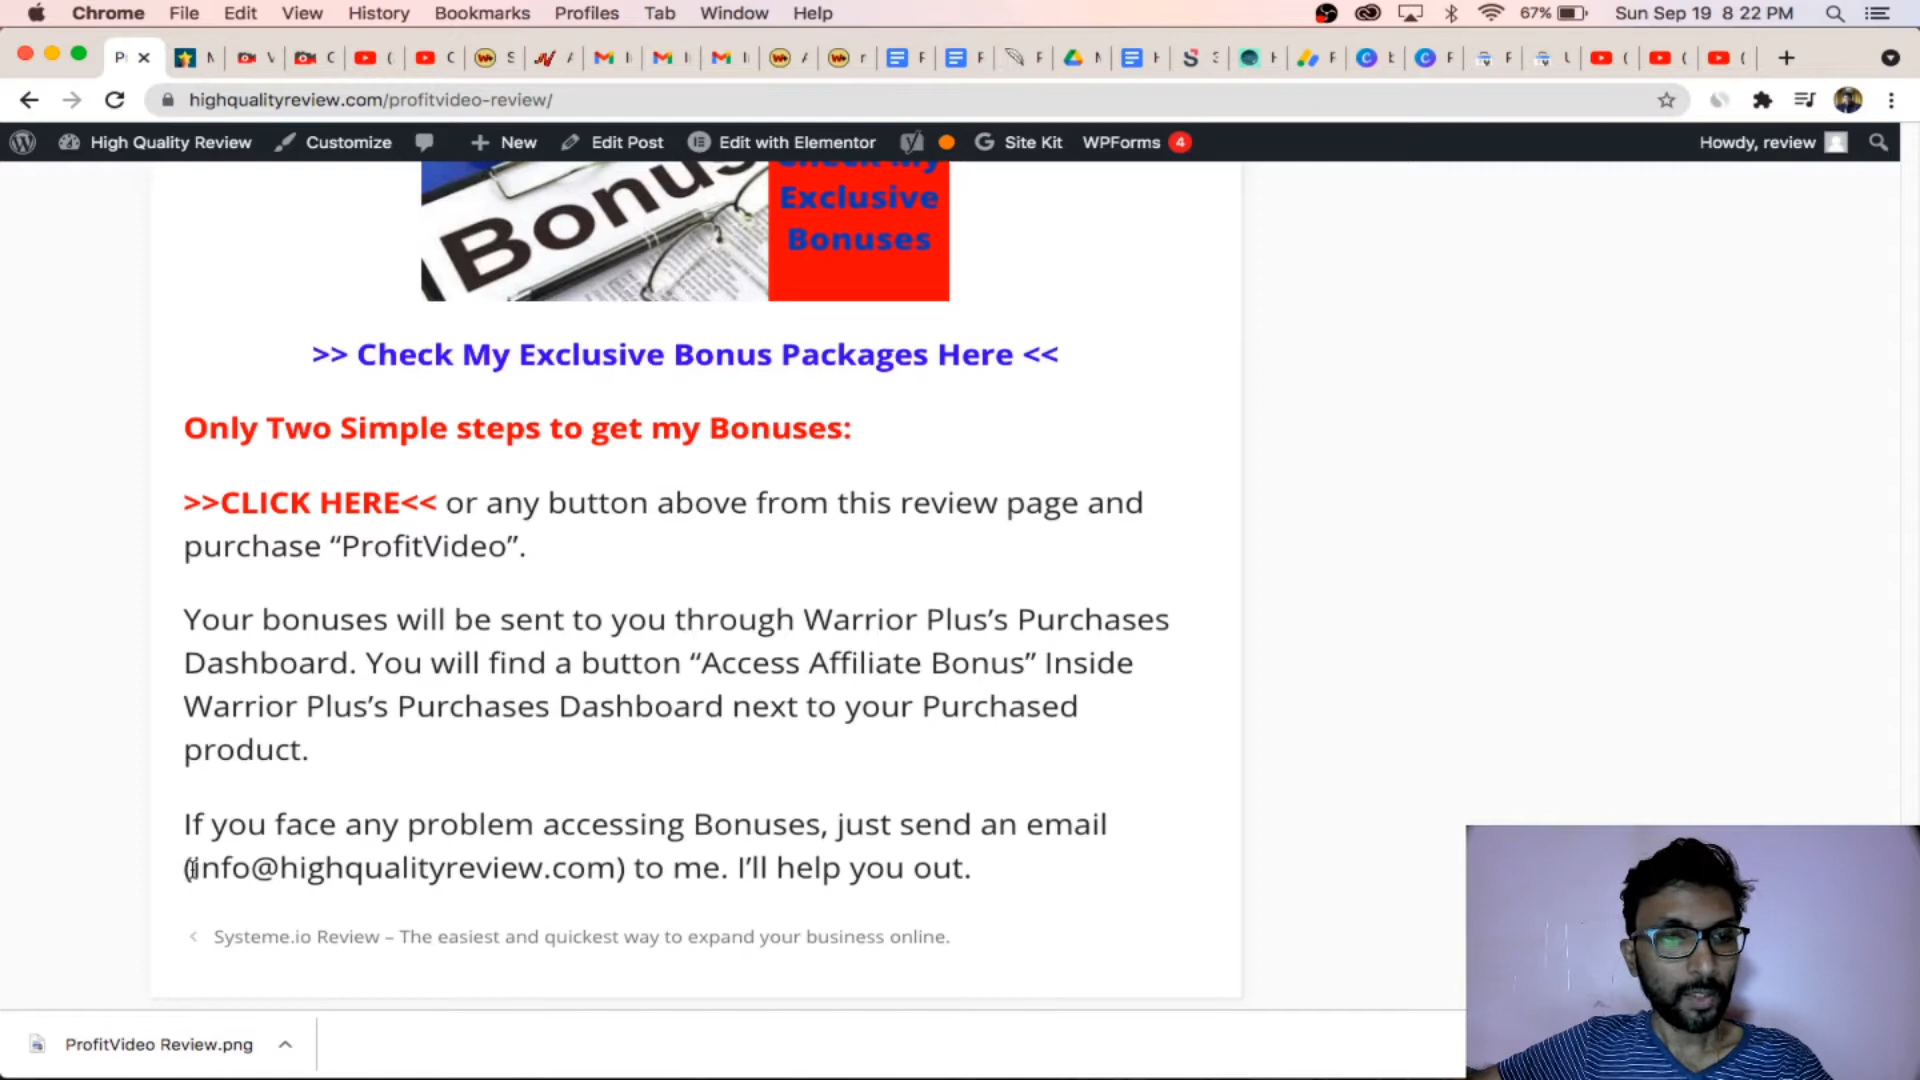 Chrome File Edit View History Bookmarks Profiles Tab Window Help 67% Sun Sep 19 8:22 PM
highqualityreview.com/profitvideo-review/
High Quality Review Customize New Edit Post Edit with Elementor Site Kit WPForms 4 Howdy, review
Bonus
Check My
Exclusive
Bonuses
>> Check My Exclusive Bonus Packages Here <<
Only Two Simple steps to get my Bonuses:
>>CLICK HERE<< or any button above from this review page and
purchase “ProfitVideo”.
Your bonuses will be sent to you through Warrior Plus’s Purchases
Dashboard. You will find a button “Access Affiliate Bonus” Inside
Warrior Plus’s Purchases Dashboard next to your Purchased
product.
If you face any problem accessing Bonuses, just send an email
(info@highqualityreview.com) to me. I’ll help you out.
Systeme.io Review – The easiest and quickest way to expand your business online.
ProfitVideo Review.png